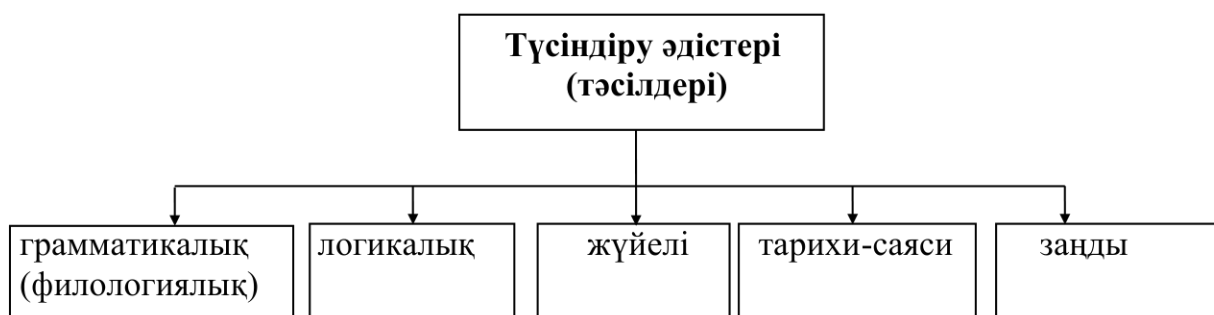 Түсіндіру әдістері
(тәсілдері)
грамматикалық
(филологиялық)
логикалық
жүйелі
тарихи-саяси
заңды